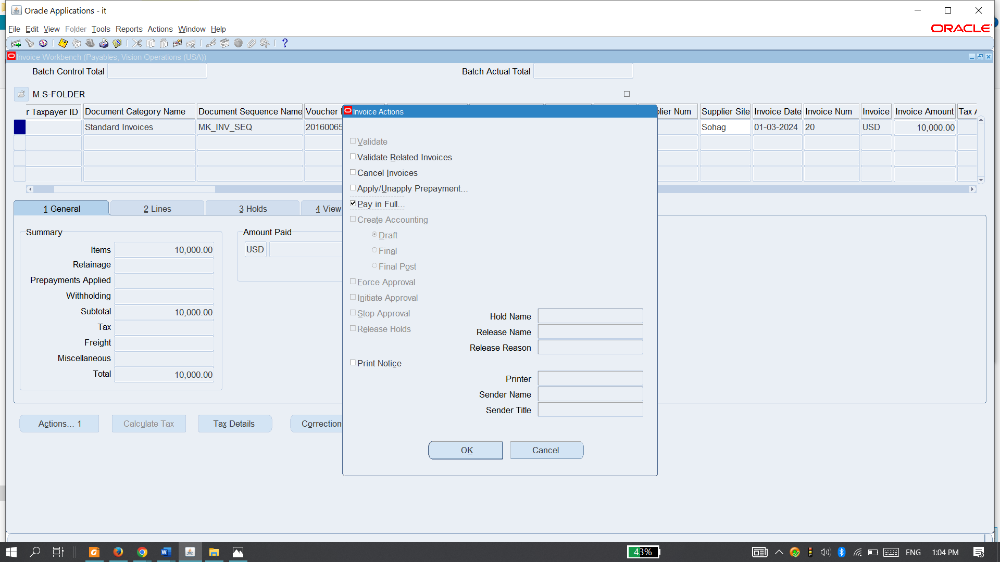 Oracle Applications - it
File Edit View Folder Tools Reports Actions Window Help
ORACLE
Invoice Workbench (Payables, Vision Operations (USA))
Batch Control Total
Batch Actual Total
M.S-FOLDER
r Taxpayer ID Document Category Name Document Sequence Name Voucher Supplier Site Invoice Date Invoice Num Invoice Invoice Amount Tax
Standard Invoices MK_INV_SEQ 20160065 Sohag 01-03-2024 20 USD 10,000.00
Invoice Actions
Validate
Validate Related Invoices
Cancel Invoices
Apply/Unapply Prepayment...
Pay in Full...
Create Accounting
Draft
Final
Final Post
Force Approval
Initiate Approval
Stop Approval
Release Holds
Hold Name
Release Name
Release Reason
Print Notice
Printer
Sender Name
Sender Title
OK Cancel
1 General 2 Lines 3 Holds 4 View
Summary
Items 10,000.00
Retainage
Prepayments Applied
Withholding
Subtotal 10,000.00
Tax
Freight
Miscellaneous
Total 10,000.00
Amount Paid
USD
Actions... 1 Calculate Tax Tax Details Corrections
43% ENG 1:04 PM